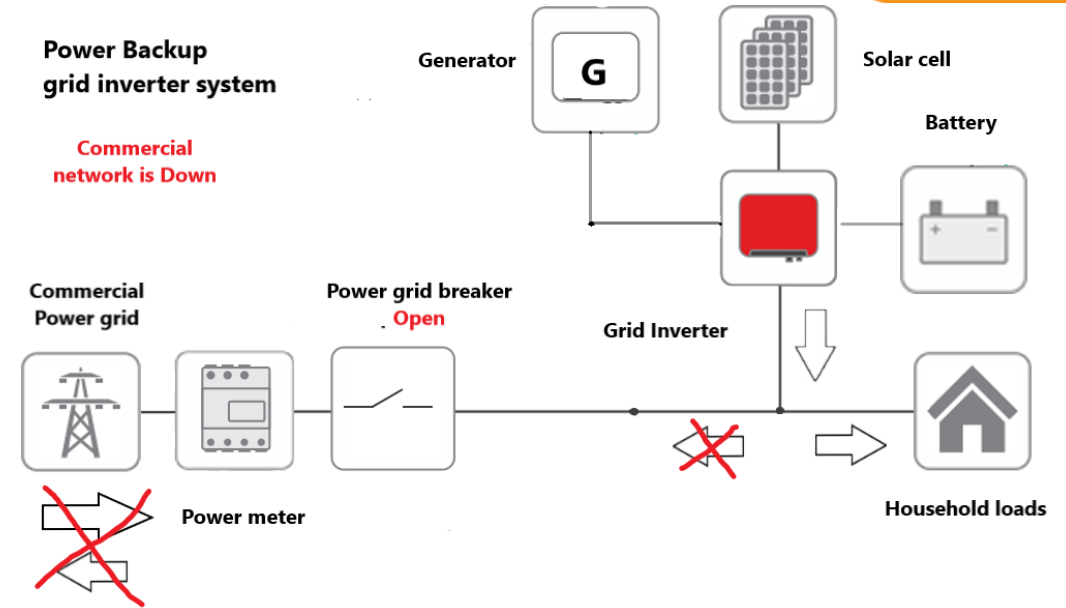 Power Backup
grid inverter system
Commercial
network is Down
Generator
G
Solar cell
Battery
+ −
Commercial
Power grid
Power grid breaker
Open
Grid Inverter
Power meter
Household loads